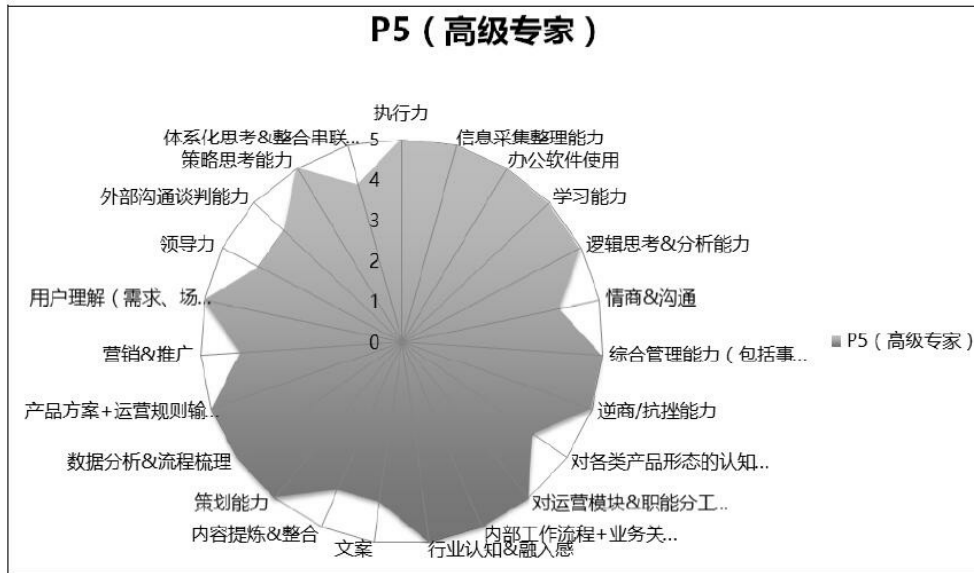 P5（高级专家）
执行力
信息采集整理能力
办公软件使用
学习能力
逻辑思考&分析能力
情商&沟通
综合管理能力（包括事...
逆商/抗挫能力
对各类产品形态的认知...
对运营模块&职能分工...
内部工作流程+业务关...
行业认知&融入感
文案
内容提炼&整合
策划能力
数据分析&流程梳理
产品方案+运营规则输...
营销&推广
用户理解（需求、场...
领导力
外部沟通谈判能力
策略思考能力
体系化思考&整合串联...
5
4
3
2
1
0
P5（高级专家）